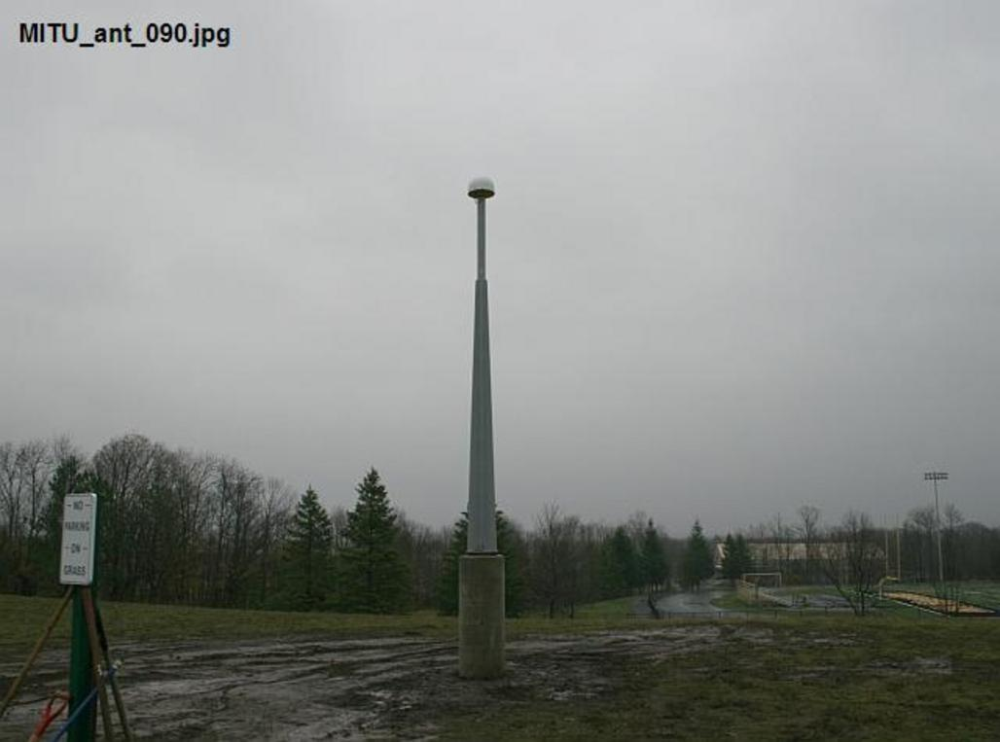 MITU_ant_090.jpg
- NO -
PARKING
- ON -
GRASS